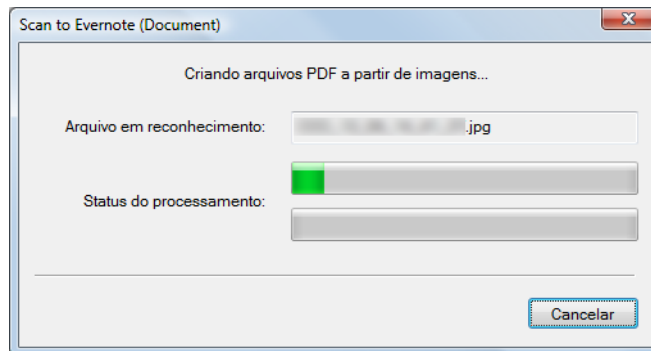 Scan to Evernote (Document)
Criando arquivos PDF a partir de imagens...
Arquivo em reconhecimento:
.jpg
Status do processamento:
Cancelar